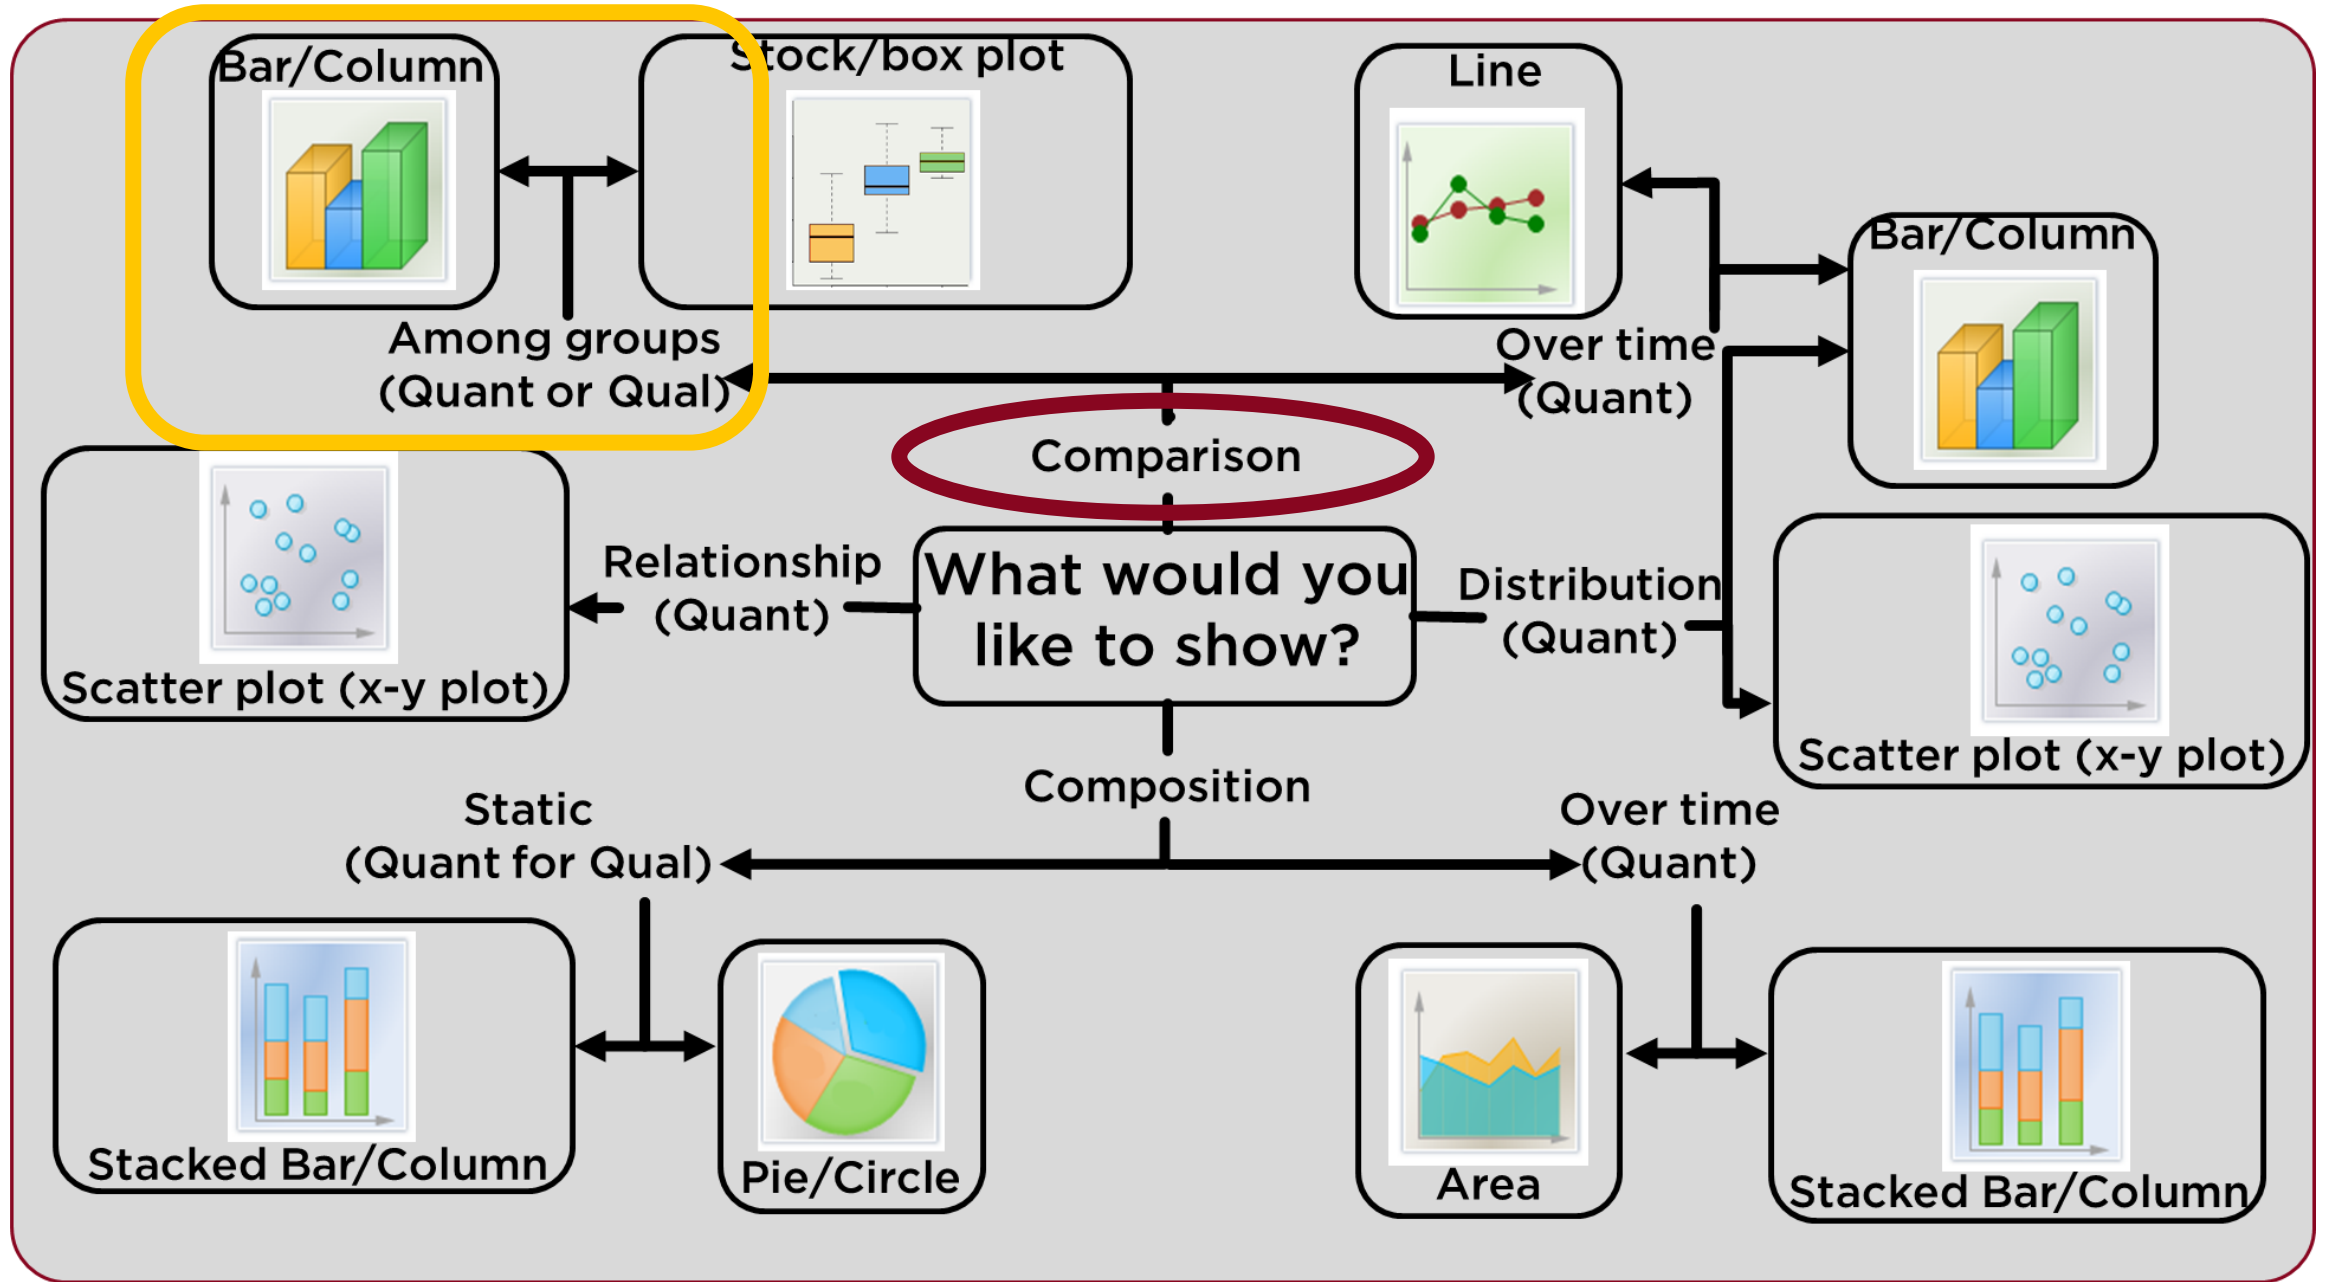 Bar/Column
Stock/box plot
Line
Bar/Column
Among groups
(Quant or Qual)
Over time
(Quant)
Comparison
Relationship
(Quant)
What would you
like to show?
Distribution
(Quant)
Scatter plot (x-y plot)
Scatter plot (x-y plot)
Composition
Static
(Quant for Qual)
Over time
(Quant)
Stacked Bar/Column
Pie/Circle
Area
Stacked Bar/Column